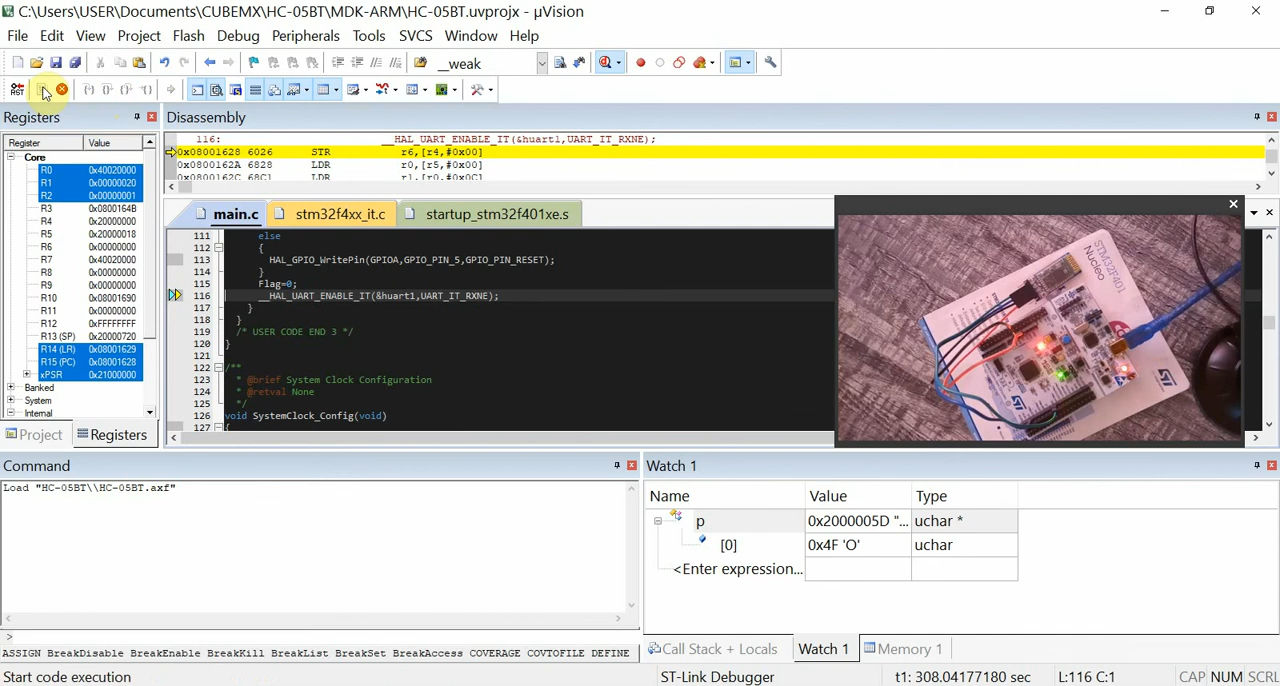 C:\Users\USER\Documents\CUBEMX\HC-05BT\MDK-ARM\HC-05BT.uvprojx - µVision
File Edit View Project Flash Debug Peripherals Tools SVCS Window Help
__weak
Registers
Disassembly
Register Value
Core
R0 0x40020000
R1 0x00000020
R2 0x00000001
R3 0x0800164B
R4 0x20000000
R5 0x20000018
R6 0x00000000
R7 0x40020000
R8 0x00000000
R9 0x00000000
R10 0x08001690
R11 0x00000000
R12 0xFFFFFFFF
R13 (SP) 0x20000720
R14 (LR) 0x08001629
R15 (PC) 0x08001628
xPSR 0x21000000
Banked
System
Internal
Project Registers
116: __HAL_UART_ENABLE_IT(&huart1,UART_IT_RXNE);
0x08001628 6026 STR r6,[r4,#0x00]
0x0800162A 6828 LDR r0,[r5,#0x00]
0x0800162C 68C1 LDR r1,[r0,#0x0C]
main.c stm32f4xx_it.c startup_stm32f401xe.s
111 else
112 {
113 HAL_GPIO_WritePin(GPIOA,GPIO_PIN_5,GPIO_PIN_RESET);
114 }
115 Flag=0;
116 __HAL_UART_ENABLE_IT(&huart1,UART_IT_RXNE);
117 }
118 }
119 /* USER CODE END 3 */
120 }
121
122 /**
123 * @brief System Clock Configuration
124 * @retval None
125 */
126 void SystemClock_Config(void)
127 {
STM32F401
Nucleo
Command
Load "HC-05BT\\HC-05BT.axf"
>
ASSIGN BreakDisable BreakEnable BreakKill BreakList BreakSet BreakAccess COVERAGE COVTOFILE DEFINE
Watch 1
Name Value Type
p 0x2000005D "... uchar *
[0] 0x4F 'O' uchar
<Enter expression...
Call Stack + Locals Watch 1 Memory 1
Start code execution ST-Link Debugger t1: 308.04177180 sec L:116 C:1 CAP NUM SCRL